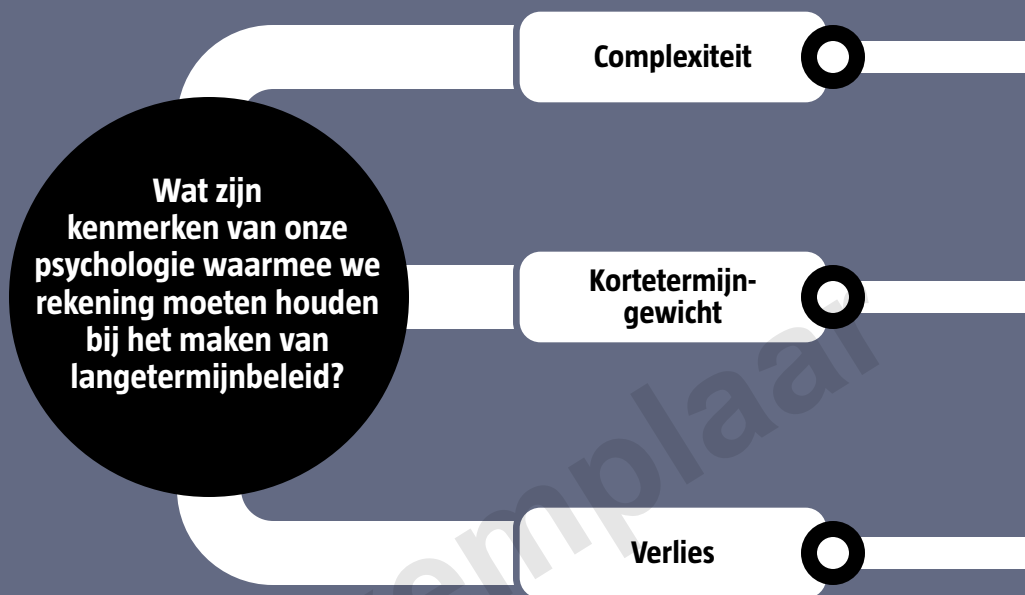 Complexiteit
Wat zijn
kenmerken van onze
psychologie waarmee we
rekening moeten houden
bij het maken van
langetermijnbeleid?
Kortetermijn-
gewicht
Verlies
emplaar